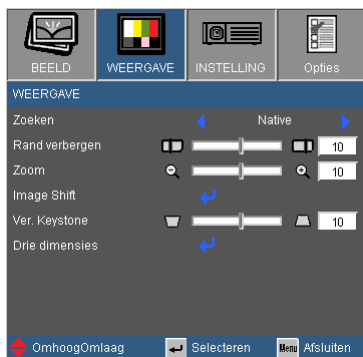 BEELD WEERGAVE INSTELLING Opties
WEERGAVE
Zoeken Native
Rand verbergen 10
Zoom 10
Image Shift
Ver. Keystone 10
Drie dimensies
OmhoogOmlaag Selecteren Menu Afsluiten